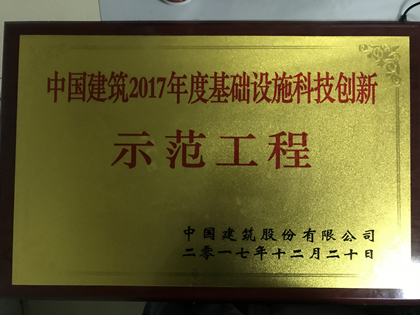 中国建筑2017年度基础设施科技创新
示范工程
中国建筑股份有限公司
二零一七年十二月二十日